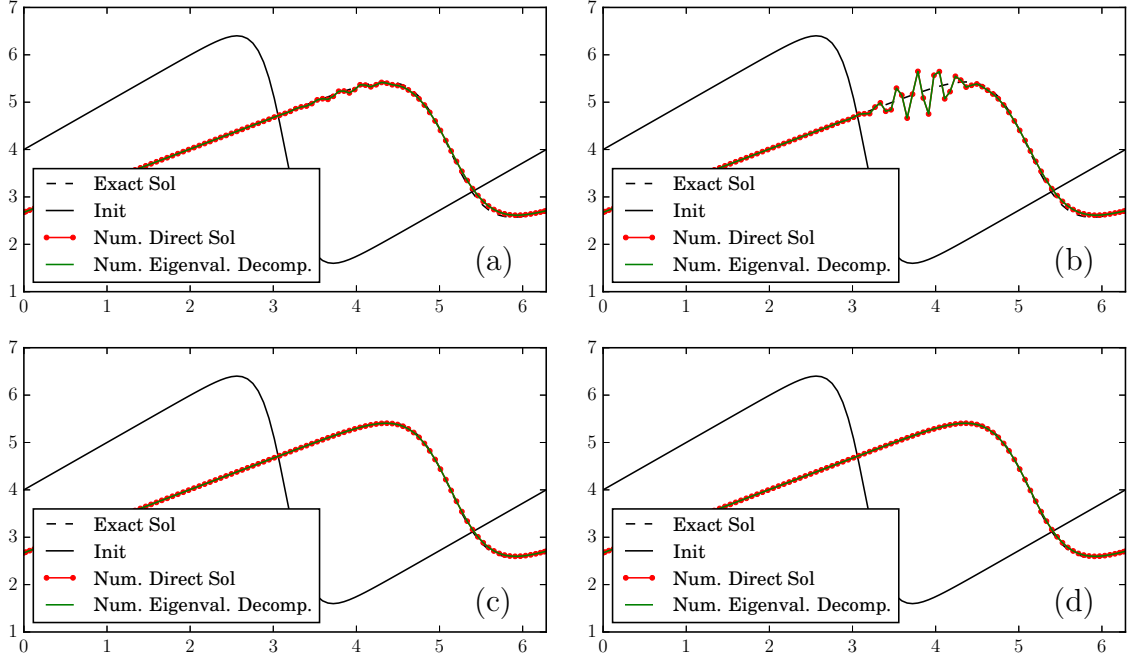 7
6
5
4
3
2
1
Exact Sol
Init
Num. Direct Sol
Num. Eigenval. Decomp.
(a)
0 1 2 3 4 5 6
7
6
5
4
3
2
1
Exact Sol
Init
Num. Direct Sol
Num. Eigenval. Decomp.
(b)
0 1 2 3 4 5 6
7
6
5
4
3
2
1
Exact Sol
Init
Num. Direct Sol
Num. Eigenval. Decomp.
(c)
0 1 2 3 4 5 6
7
6
5
4
3
2
1
Exact Sol
Init
Num. Direct Sol
Num. Eigenval. Decomp.
(d)
0 1 2 3 4 5 6